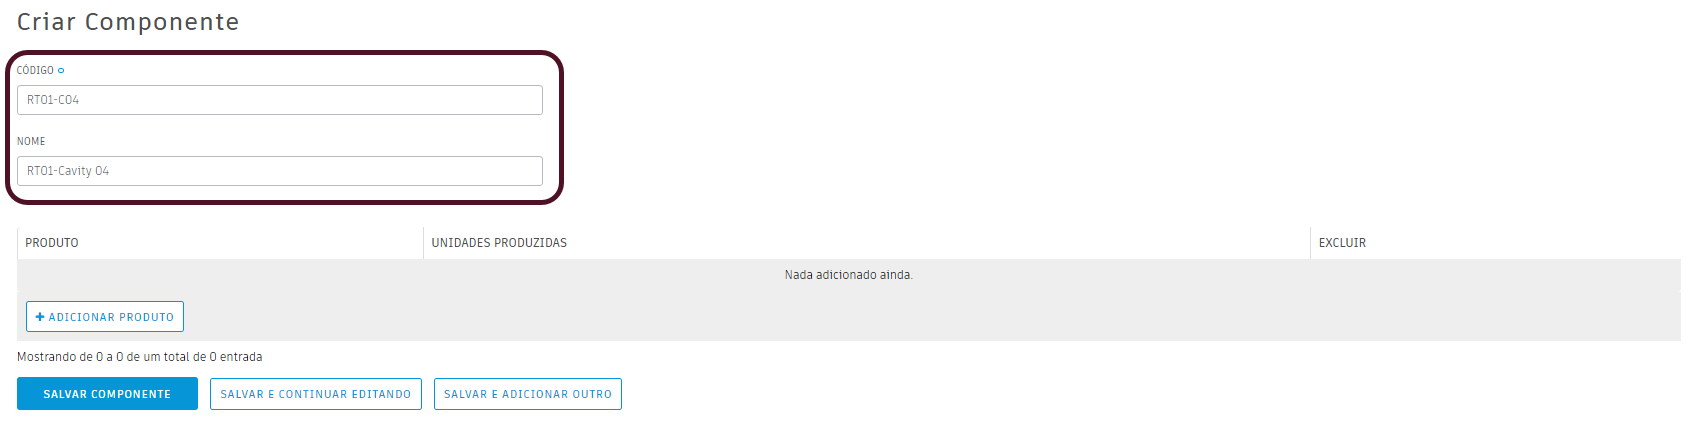 Criar Componente
CÓDIGO
RT01-C04
NOME
RT01-Cavity 04
PRODUTO UNIDADES PRODUZIDAS EXCLUIR
Nada adicionado ainda.
+ ADICIONAR PRODUTO
Mostrando de 0 a 0 de um total de 0 entrada
SALVAR COMPONENTE SALVAR E CONTINUAR EDITANDO SALVAR E ADICIONAR OUTRO